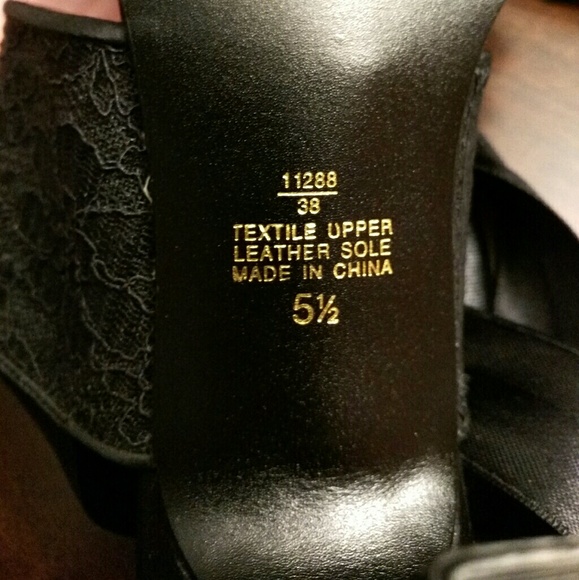 11288
38
TEXTILE UPPER
LEATHER SOLE
MADE IN CHINA
5½